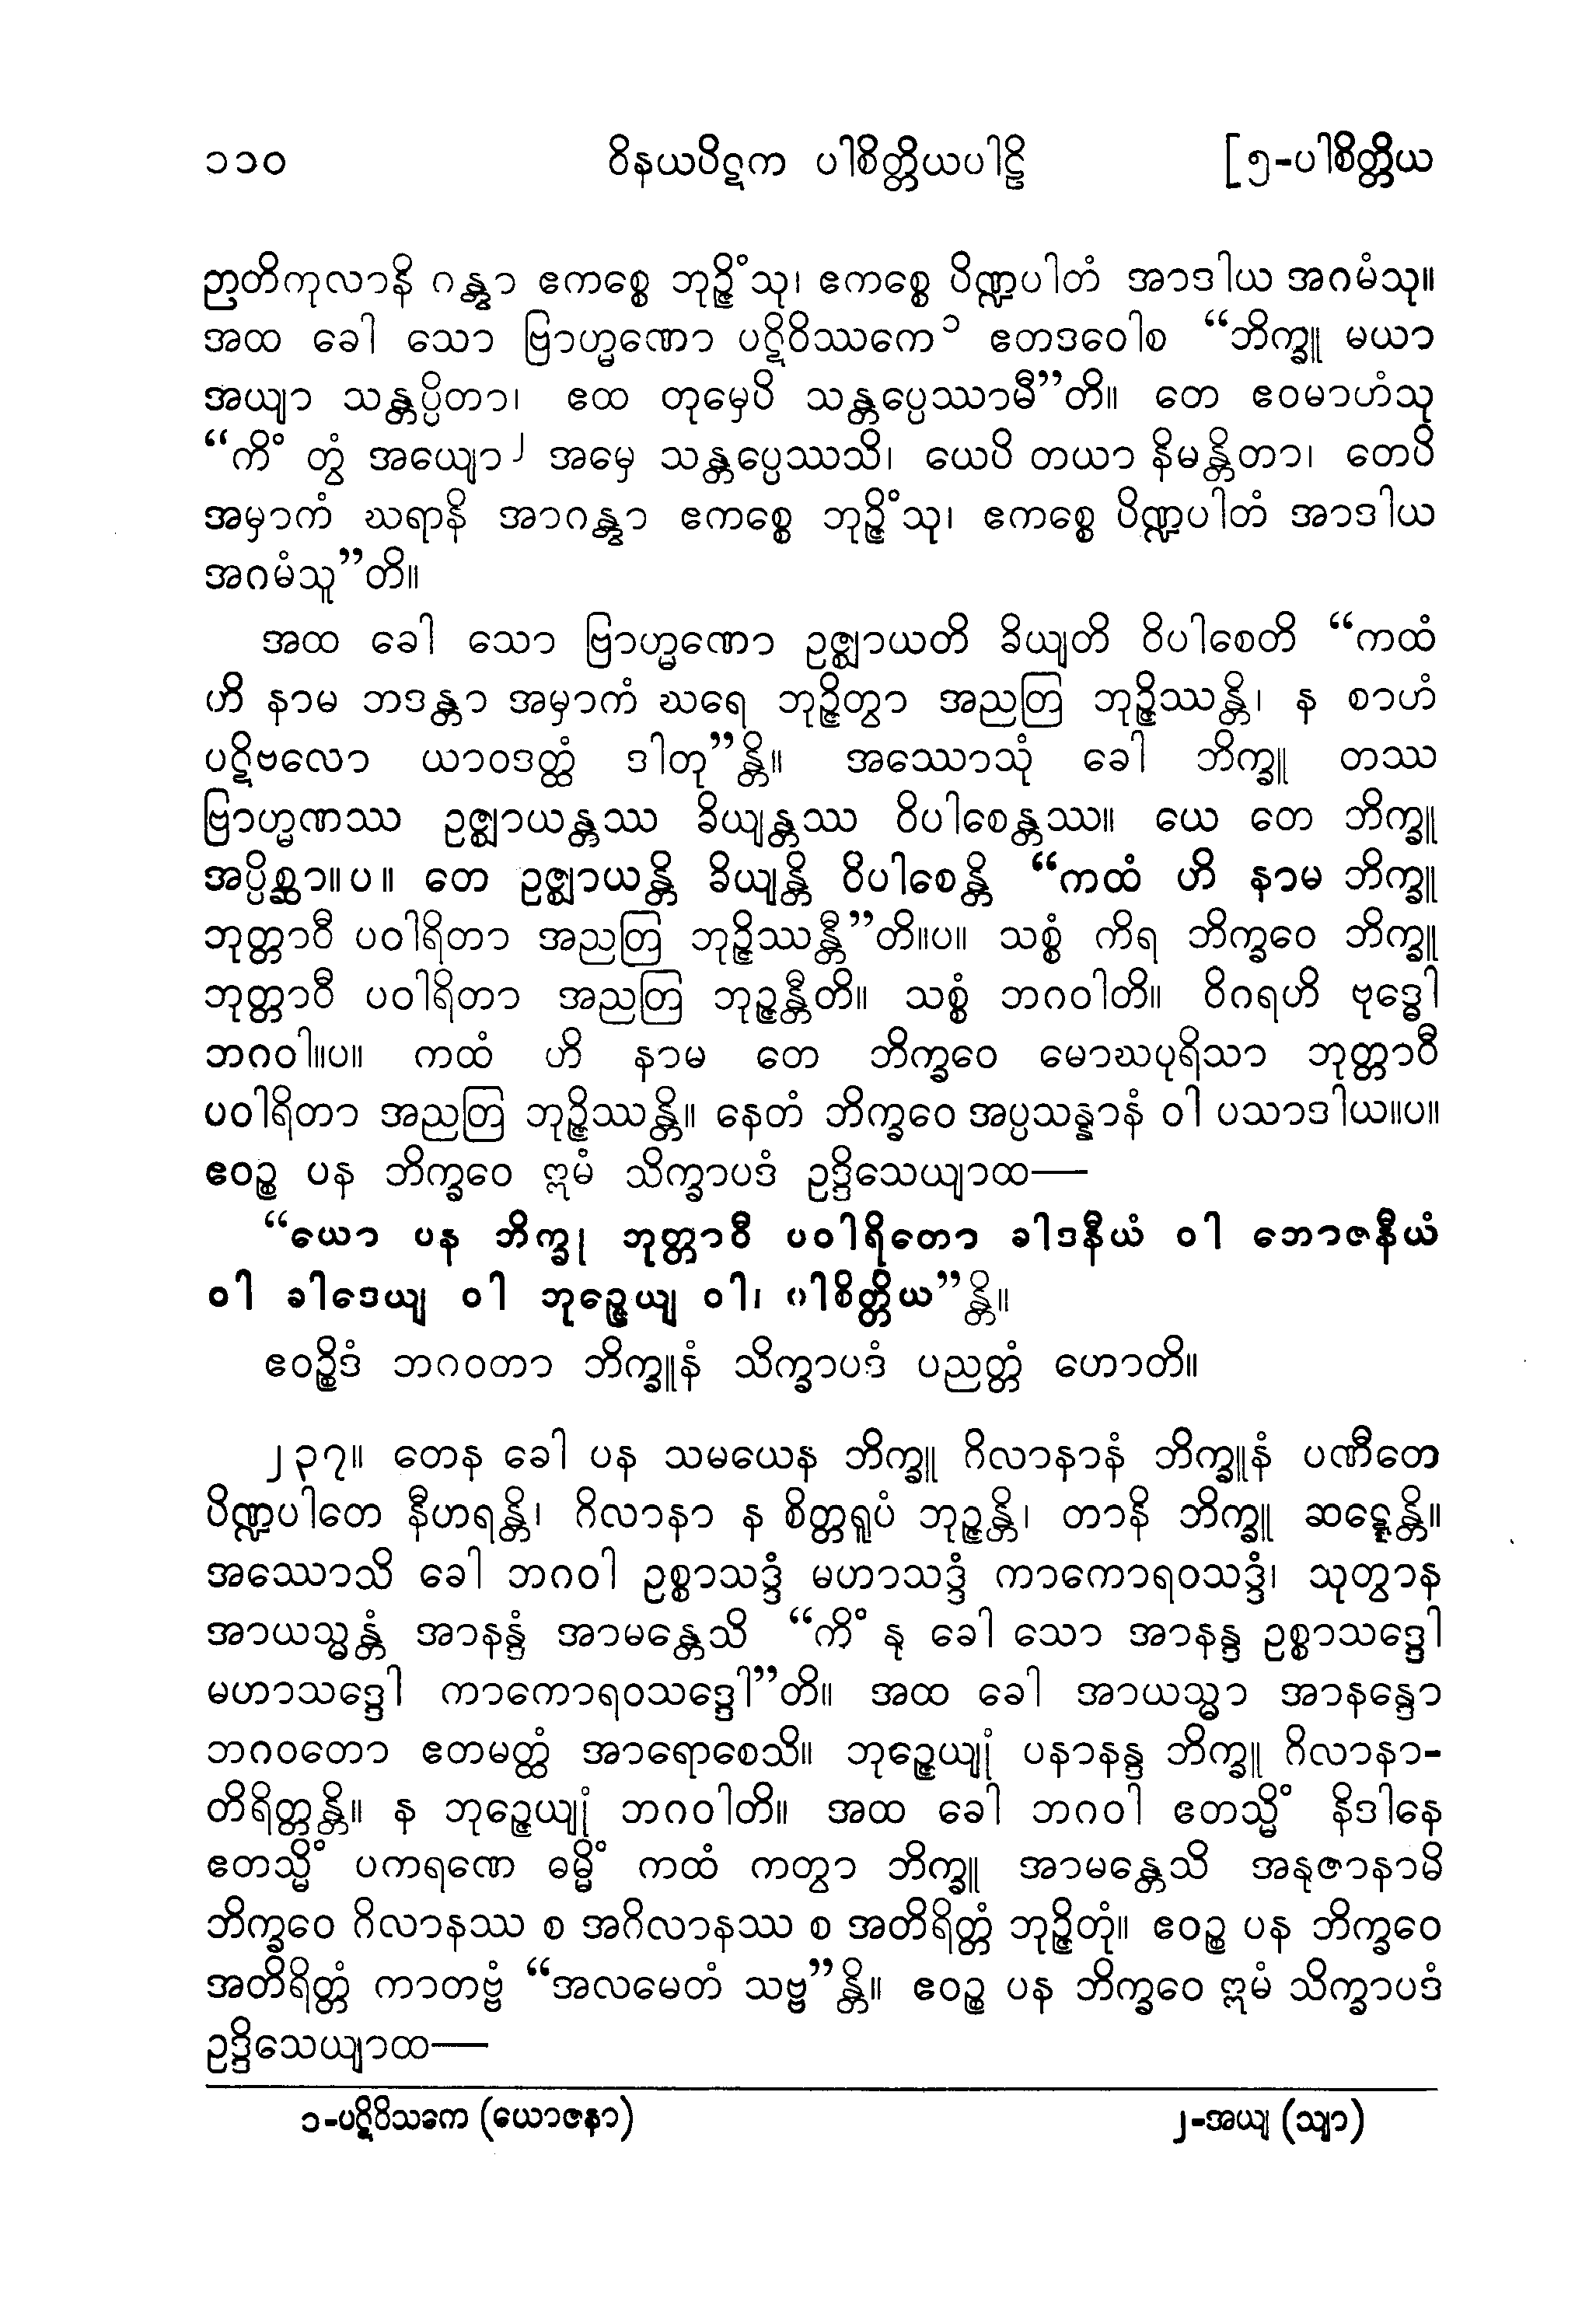 ၁၁၀ ဝိနယပိဋက ပါစိတ္တိယပါဠိ [၅-ပါစိတ္တိယ
ဉာတိကုလာနိ ဂန္တွာ ဧကစ္စေ ဘုဉ္ဇိံသု၊ ဧကစ္စေ ပိဏ္ဍပါတံ အာဒါယ အဂမံသု။
အထ ခေါ သော ဗြာဟ္မဏော ပဋိဝိဿကေ ၁ ဧတဒဝေါစ “ဘိက္ခူ မယာ
အယျာ သန္တပ္ပိတာ၊ ဧထ တုမှေပိ သန္တပ္ပေဿာမီ”တိ။ တေ ဧဝမာဟံသု
“ကိံ တွံ အယျော ၂ အမှေ သန္တပ္ပေဿသိ၊ ယေပိ တယာ နိမန္တိတာ၊ တေပိ
အမှာကံ ဃရာနိ အာဂန္တွာ ဧကစ္စေ ဘုဉ္ဇိံသု၊ ဧကစ္စေ ပိဏ္ဍပါတံ အာဒါယ
အဂမံသူ”တိ။
အထ ခေါ သော ဗြာဟ္မဏော ဥဇ္ဈာယတိ ခိယျတိ ဝိပါစေတိ “ကထံ
ဟိ နာမ ဘဒန္တာ အမှာကံ ဃရေ ဘုဉ္ဇိတွာ အညတြ ဘုဉ္ဇိဿန္တိ၊ န စာဟံ
ပဋိဗလော ယာဝဒတ္ထံ ဒါတု”န္တိ။ အဿောသုံ ခေါ ဘိက္ခူ တဿ
ဗြာဟ္မဏဿ ဥဇ္ဈာယန္တဿ ခိယျန္တဿ ဝိပါစေန္တဿ။ ယေ တေ ဘိက္ခူ
အပ္ပိစ္ဆာ။ပ။ တေ ဥဇ္ဈာယန္တိ ခိယျန္တိ ဝိပါစေန္တိ “ကထံ ဟိ နာမ ဘိက္ခူ
ဘုတ္တာဝီ ပဝါရိတာ အညတြ ဘုဉ္ဇိဿန္တီ”တိ။ပ။ သစ္စံ ကိရ ဘိက္ခဝေ ဘိက္ခူ
ဘုတ္တာဝီ ပဝါရိတာ အညတြ ဘုဉ္ဇန္တီတိ။ သစ္စံ ဘဂဝါတိ။ ဝိဂရဟိ ဗုဒ္ဓေါ
ဘဂဝါ။ပ။ ကထံ ဟိ နာမ တေ ဘိက္ခဝေ မောဃပုရိသာ ဘုတ္တာဝီ
ပဝါရိတာ အညတြ ဘုဉ္ဇိဿန္တိ။ နေတံ ဘိက္ခဝေ အပ္ပသန္နာနံ ဝါ ပသာဒါယ။ပ။
ဧဝဉ္စ ပန ဘိက္ခဝေ ဣမံ သိက္ခာပဒံ ဥဒ္ဒိသေယျာထ—
“ယော ပန ဘိက္ခု ဘုတ္တာဝီ ပဝါရိတော ခါဒနီယံ ဝါ ဘောဇနီယံ
ဝါ ခါဒေယျ ဝါ ဘုဉ္ဇေယျ ဝါ၊ ပါစိတ္တိယ”န္တိ။
ဧဝဉ္စိဒံ ဘဂဝတာ ဘိက္ခူနံ သိက္ခာပဒံ ပညတ္တံ ဟောတိ။
၂၃၇။ တေန ခေါ ပန သမယေန ဘိက္ခူ ဂိလာနာနံ ဘိက္ခူနံ ပဏီတေ
ပိဏ္ဍပါတေ နီဟရန္တိ၊ ဂိလာနာ န စိတ္တရူပံ ဘုဉ္ဇန္တိ၊ တာနိ ဘိက္ခူ ဆဍ္ဍေန္တိ။
အဿောသိ ခေါ ဘဂဝါ ဥစ္စာသဒ္ဒံ မဟာသဒ္ဒံ ကာကောရဝသဒ္ဒံ၊ သုတွာန
အာယသ္မန္တံ အာနန္ဒံ အာမန္တေသိ “ကိံ နု ခေါ သော အာနန္ဒ ဥစ္စာသဒ္ဒေါ
မဟာသဒ္ဒေါ ကာကောရဝသဒ္ဒေါ”တိ။ အထ ခေါ အာယသ္မာ အာနန္ဒော
ဘဂဝတော ဧတမတ္ထံ အာရောစေသိ။ ဘုဉ္ဇေယျုံ ပနာနန္ဒ ဘိက္ခူ ဂိလာနာ-
တိရိတ္တန္တိ။ န ဘုဉ္ဇေယျုံ ဘဂဝါတိ။ အထ ခေါ ဘဂဝါ ဧတသ္မိံ နိဒါနေ
ဧတသ္မိံ ပကရဏေ ဓမ္မိံ ကထံ ကတွာ ဘိက္ခူ အာမန္တေသိ အနုဇာနာမိ
ဘိက္ခဝေ ဂိလာနဿ စ အဂိလာနဿ စ အတိရိတ္တံ ဘုဉ္ဇိတုံ။ ဧဝဉ္စ ပန ဘိက္ခဝေ
အတိရိတ္တံ ကာတဗ္ဗံ “အလမေတံ သဗ္ဗ”န္တိ။ ဧဝဉ္စ ပန ဘိက္ခဝေ ဣမံ သိက္ခာပဒံ
ဥဒ္ဒိသေယျာထ—
၁-ပဋိဝိသကေ (ယောဇနာ) ၂-အယျ (သျာ)